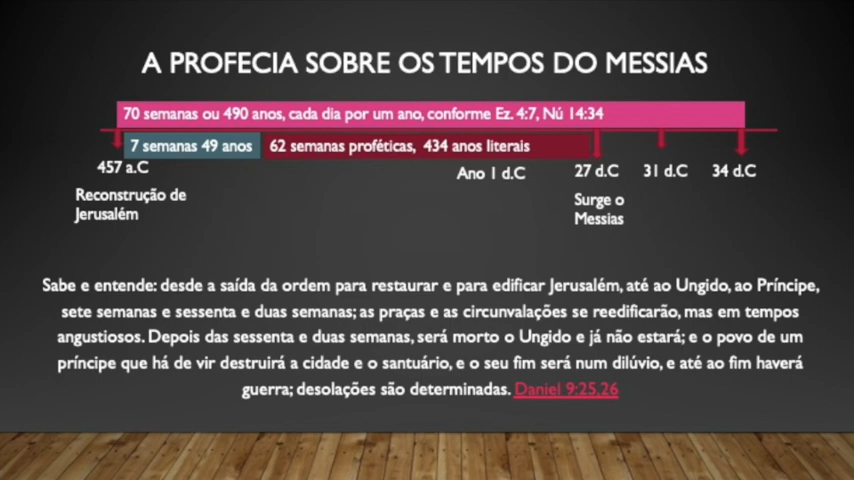 A PROFECIA SOBRE OS TEMPOS DO MESSIAS
70 semanas ou 490 anos, cada dia por um ano, conforme Ez. 4:7, Nú 14:34
7 semanas 49 anos
62 semanas proféticas, 434 anos literais
457 a.C
Ano 1 d.C
27 d.C
31 d.C
34 d.C
Reconstrução de
Jerusalém
Surge o
Messias
Sabe e entende: desde a saída da ordem para restaurar e para edificar Jerusalém, até ao Ungido, ao Príncipe,
sete semanas e sessenta e duas semanas; as praças e as circunvalações se reedificarão, mas em tempos
angustiosos. Depois das sessenta e duas semanas, será morto o Ungido e já não estará; e o povo de um
príncipe que há de vir destruirá a cidade e o santuário, e o seu fim será num dilúvio, e até ao fim haverá
guerra; desolações são determinadas. Daniel 9:25,26